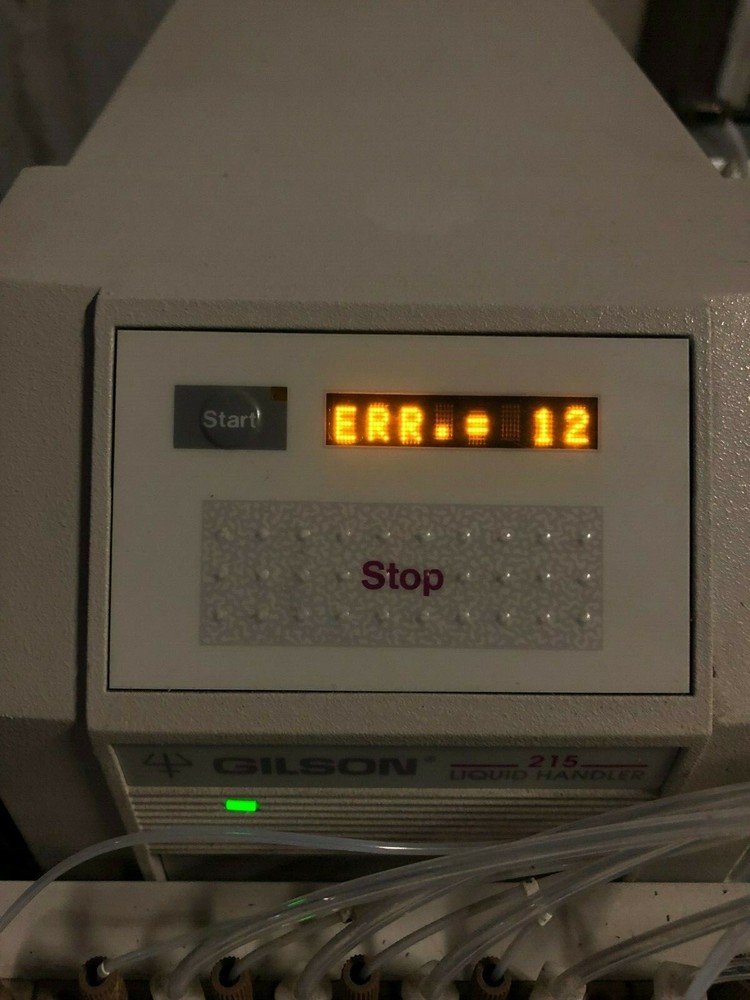 Start
ERR.= 12
Stop
GILSON®
215
LIQUID HANDLER